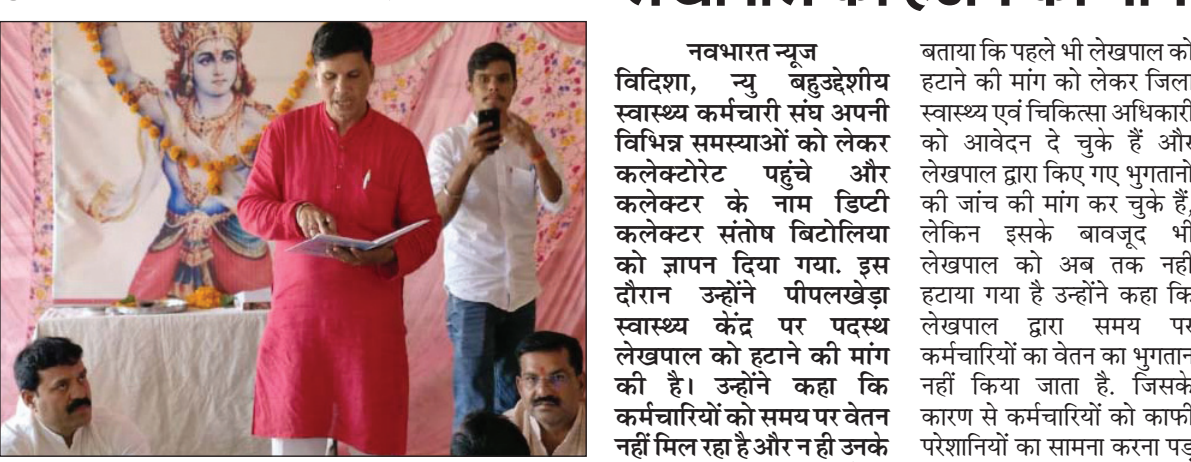 लेखापाल को हटाने की मांग
नवभारत न्यूज
विदिशा, न्यु बहुउद्देशीय
स्वास्थ्य कर्मचारी संघ अपनी
विभिन्न समस्याओं को लेकर
कलेक्टोरेट पहुंचे और
कलेक्टर के नाम डिप्टी
कलेक्टर संतोष बिटोलिया
को ज्ञापन दिया गया. इस
दौरान उन्होंने पीपलखेड़ा
स्वास्थ्य केंद्र पर पदस्थ
लेखपाल को हटाने की मांग
की है। उन्होंने कहा कि
कर्मचारियों को समय पर वेतन
नहीं मिल रहा है और न ही उनके
बताया कि पहले भी लेखपाल को
हटाने की मांग को लेकर जिला
स्वास्थ्य एवं चिकित्सा अधिकारी
को आवेदन दे चुके हैं और
लेखपाल द्वारा किए गए भुगतानो
की जांच की मांग कर चुके हैं,
लेकिन इसके बावजूद भी
लेखपाल को अब तक नही
हटाया गया है उन्होंने कहा कि
लेखपाल द्वारा समय पर
कर्मचारियों का वेतन का भुगतान
नहीं किया जाता है. जिसके
कारण से कर्मचारियों को काफी
परेशानियों का सामना करना पड़